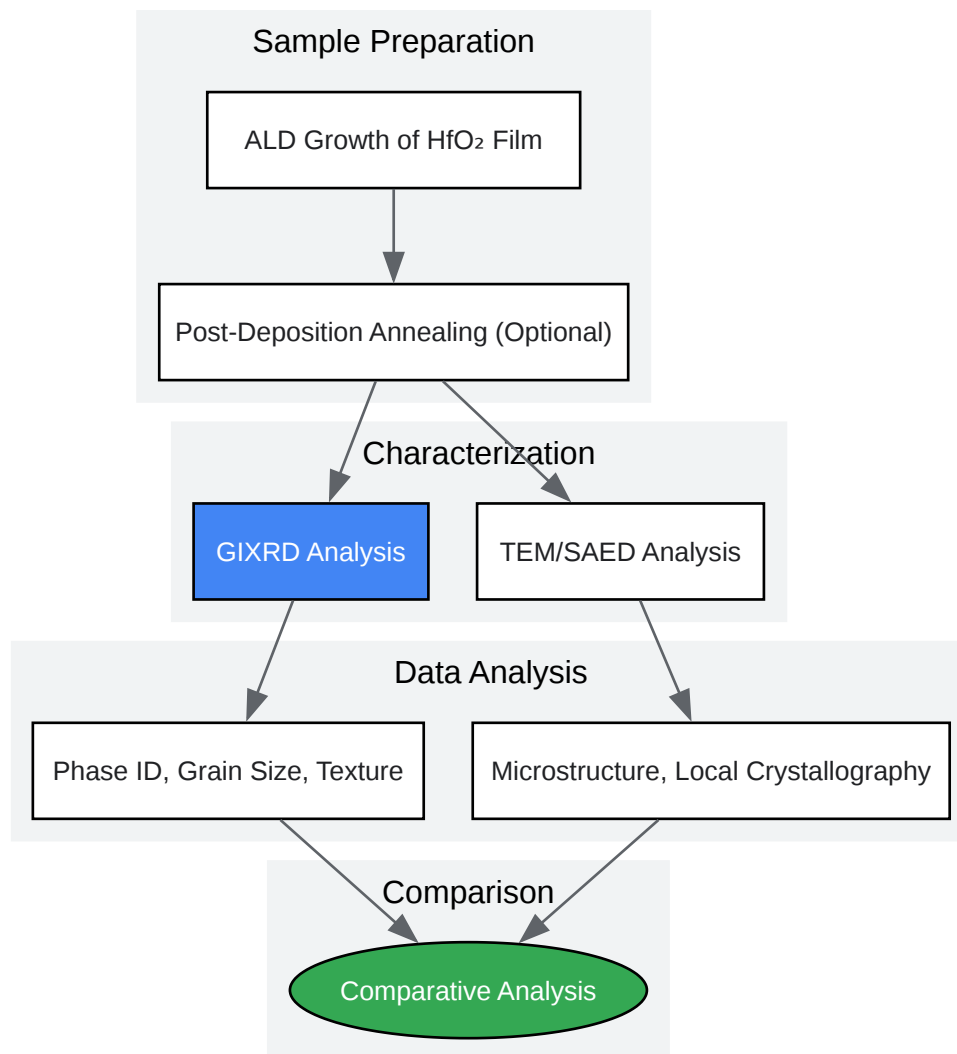 Sample Preparation
ALD Growth of HfO₂ Film
Post-Deposition Annealing (Optional)
Characterization
GIXRD Analysis
TEM/SAED Analysis
Data Analysis
Phase ID, Grain Size, Texture
Microstructure, Local Crystallography
Comparison
Comparative Analysis